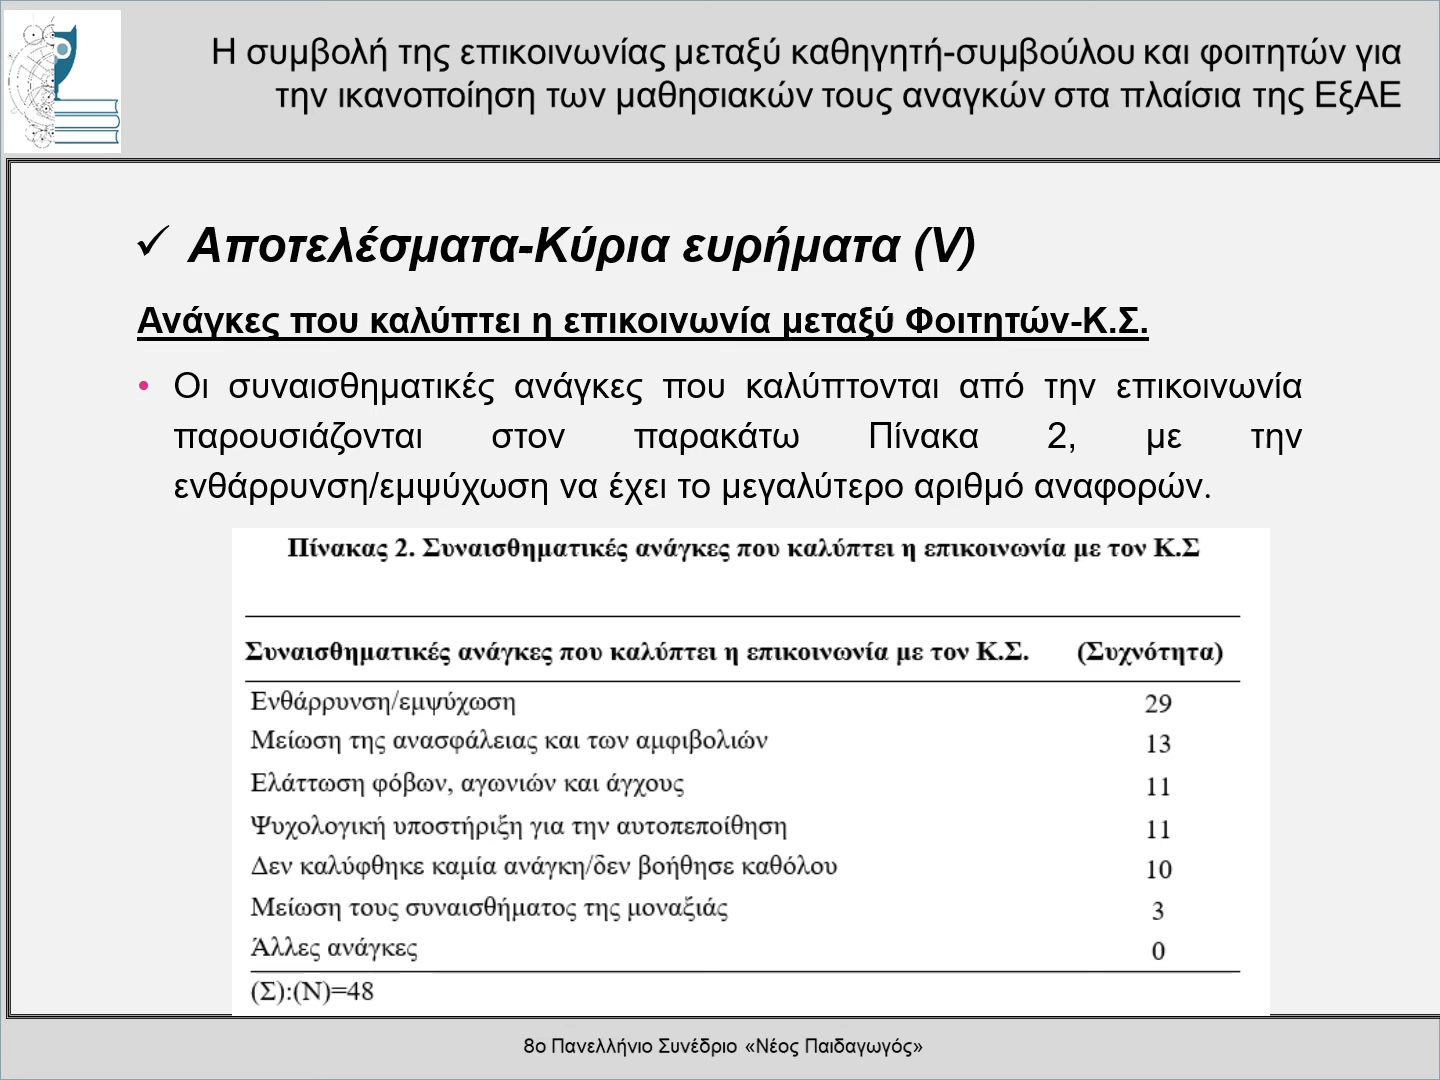 Η συμβολή της επικοινωνίας μεταξύ καθηγητή-συμβούλου και φοιτητών για
την ικανοποίηση των μαθησιακών τους αναγκών στα πλαίσια της ΕξΑΕ
✓ Αποτελέσματα-Κύρια ευρήματα (V)
Ανάγκες που καλύπτει η επικοινωνία μεταξύ Φοιτητών-Κ.Σ.
• Οι συναισθηματικές ανάγκες που καλύπτονται από την επικοινωνία
παρουσιάζονται στον παρακάτω Πίνακα 2, με την
ενθάρρυνση/εμψύχωση να έχει το μεγαλύτερο αριθμό αναφορών.
Πίνακας 2. Συναισθηματικές ανάγκες που καλύπτει η επικοινωνία με τον Κ.Σ
Συναισθηματικές ανάγκες που καλύπτει η επικοινωνία με τον Κ.Σ. (Συχνότητα)
Ενθάρρυνση/εμψύχωση 29
Μείωση της ανασφάλειας και των αμφιβολιών 13
Ελάττωση φόβων, αγωνιών και άγχους 11
Ψυχολογική υποστήριξη για την αυτοπεποίθηση 11
Δεν καλύφθηκε καμία ανάγκη/δεν βοήθησε καθόλου 10
Μείωση τους συναισθήματος της μοναξιάς 3
Άλλες ανάγκες 0
(Σ):(Ν)=48
8ο Πανελλήνιο Συνέδριο «Νέος Παιδαγωγός»